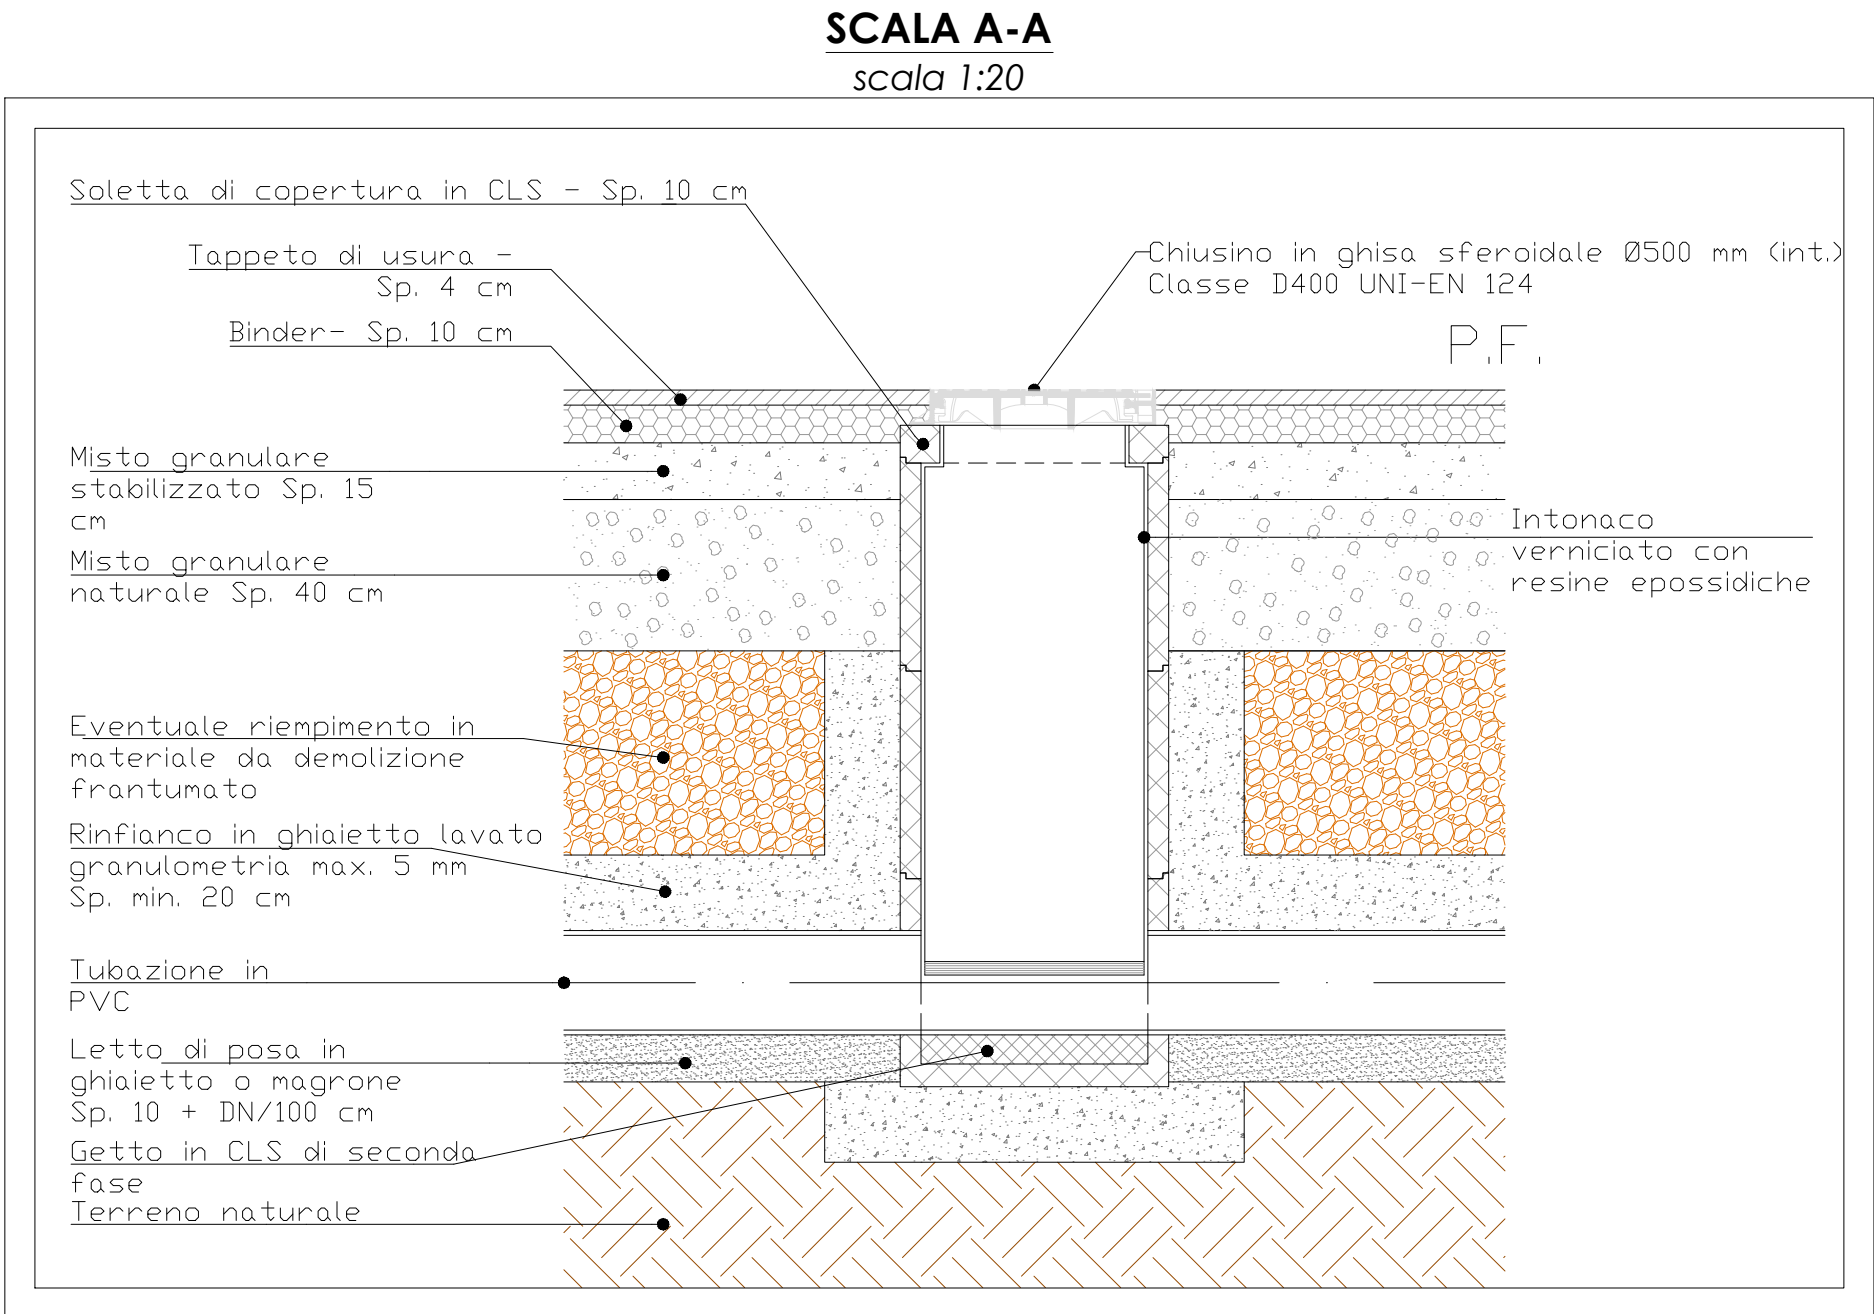 SCALA A-A
scala 1:20
Soletta di copertura in CLS - Sp. 10 cm
Tappeto di usura -
Sp. 4 cm
Binder- Sp. 10 cm
Chiusino in ghisa sferoidale Ø500 mm (int.)
Classe D400 UNI-EN 124
P.F.
Misto granulare
stabilizzato Sp. 15
cm
Misto granulare
naturale Sp. 40 cm
Intonaco
verniciato con
resine epossidiche
Eventuale riempimento in
materiale da demolizione
frantumato
Rinfianco in ghiaietto lavato
granulometria max. 5 mm
Sp. min. 20 cm
Tubazione in
PVC
Letto di posa in
ghiaietto o magrone
Sp. 10 + DN/100 cm
Getto in CLS di seconda
fase
Terreno naturale